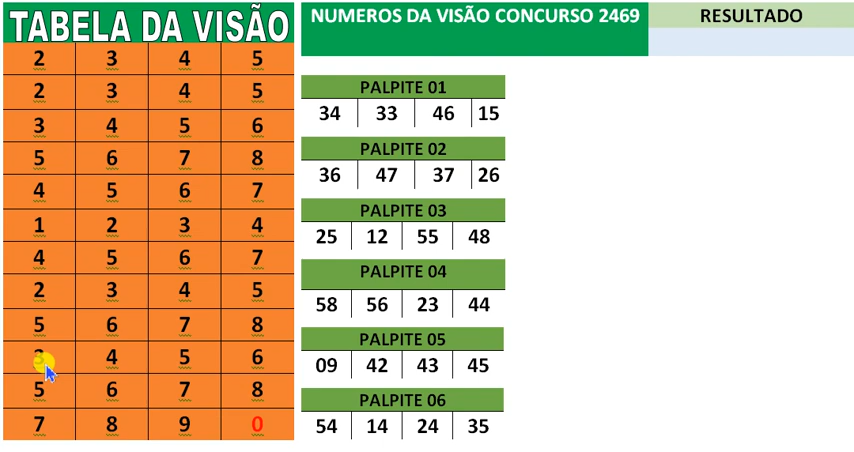 TABELA DA VISÃO
2 3 4 5
2 3 4 5
3 4 5 6
5 6 7 8
4 5 6 7
1 2 3 4
4 5 6 7
2 3 4 5
5 6 7 8
3 4 5 6
5 6 7 8
7 8 9 0
NUMEROS DA VISÃO CONCURSO 2469
RESULTADO
PALPITE 01
34 33 46 15
PALPITE 02
36 47 37 26
PALPITE 03
25 12 55 48
PALPITE 04
58 56 23 44
PALPITE 05
09 42 43 45
PALPITE 06
54 14 24 35